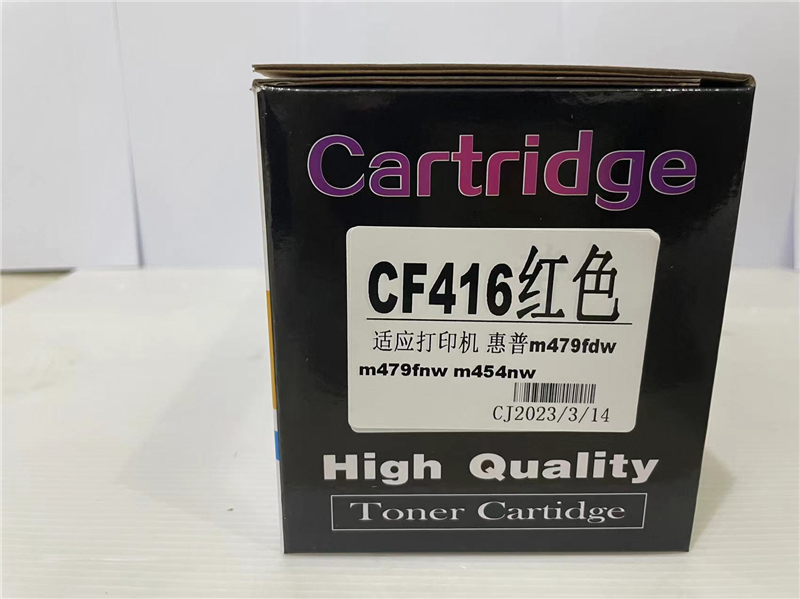 Cartridge
CF416红色
适应打印机 惠普m479fdw
m479fnw m454nw
CJ2023/3/14
High Quality
Toner Cartidge